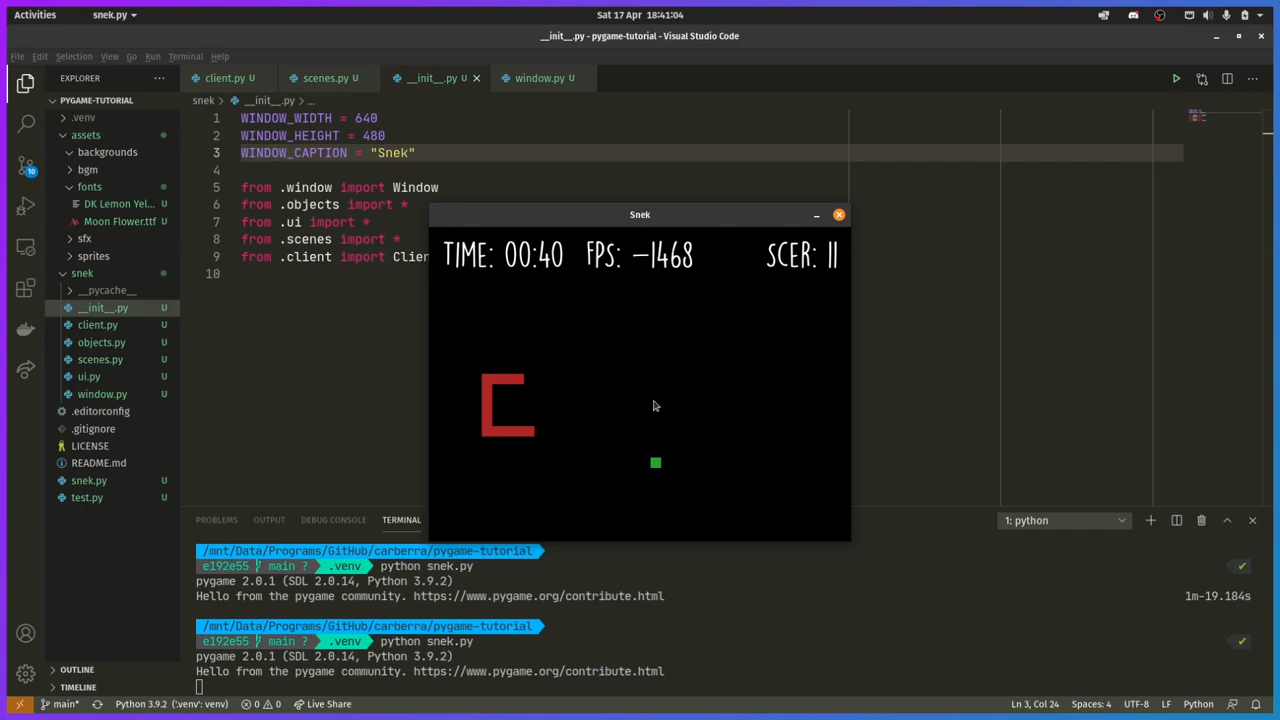 Activities
snek.py
Sat 17 Apr 18:41:04
__init__.py - pygame-tutorial - Visual Studio Code
File Edit Selection View Go Run Terminal Help
EXPLORER
client.py U
scenes.py U
__init__.py U
window.py U
PYGAME-TUTORIAL
snek > __init__.py > ...
.venv
assets
backgrounds
bgm
fonts
DK Lemon Yel... U
Moon Flower.ttf U
sfx
sprites
snek
__pycache__
__init__.py U
client.py U
objects.py U
scenes.py U
ui.py U
window.py U
.editorconfig
.gitignore
LICENSE
README.md
snek.py U
test.py U
OUTLINE
TIMELINE
10
1 WINDOW_WIDTH = 640
2 WINDOW_HEIGHT = 480
3 WINDOW_CAPTION = "Snek"
4
5 from .window import Window
6 from .objects import *
7 from .ui import *
8 from .scenes import *
9 from .client import Clien
10
Snek
TIME: 00:40 FPS: -1468 SCER: 11
PROBLEMS OUTPUT DEBUG CONSOLE TERMINAL
1: python
/mnt/Data/Programs/GitHub/carberra/pygame-tutorial
e192e55 main ? .venv python snek.py
pygame 2.0.1 (SDL 2.0.14, Python 3.9.2)
Hello from the pygame community. https://www.pygame.org/contribute.html
1m-19.184s
/mnt/Data/Programs/GitHub/carberra/pygame-tutorial
e192e55 main ? .venv python snek.py
pygame 2.0.1 (SDL 2.0.14, Python 3.9.2)
Hello from the pygame community. https://www.pygame.org/contribute.html
main* Python 3.9.2 ('.venv': venv) 0 0 Live Share
Ln 3, Col 24 Spaces: 4 UTF-8 LF Python